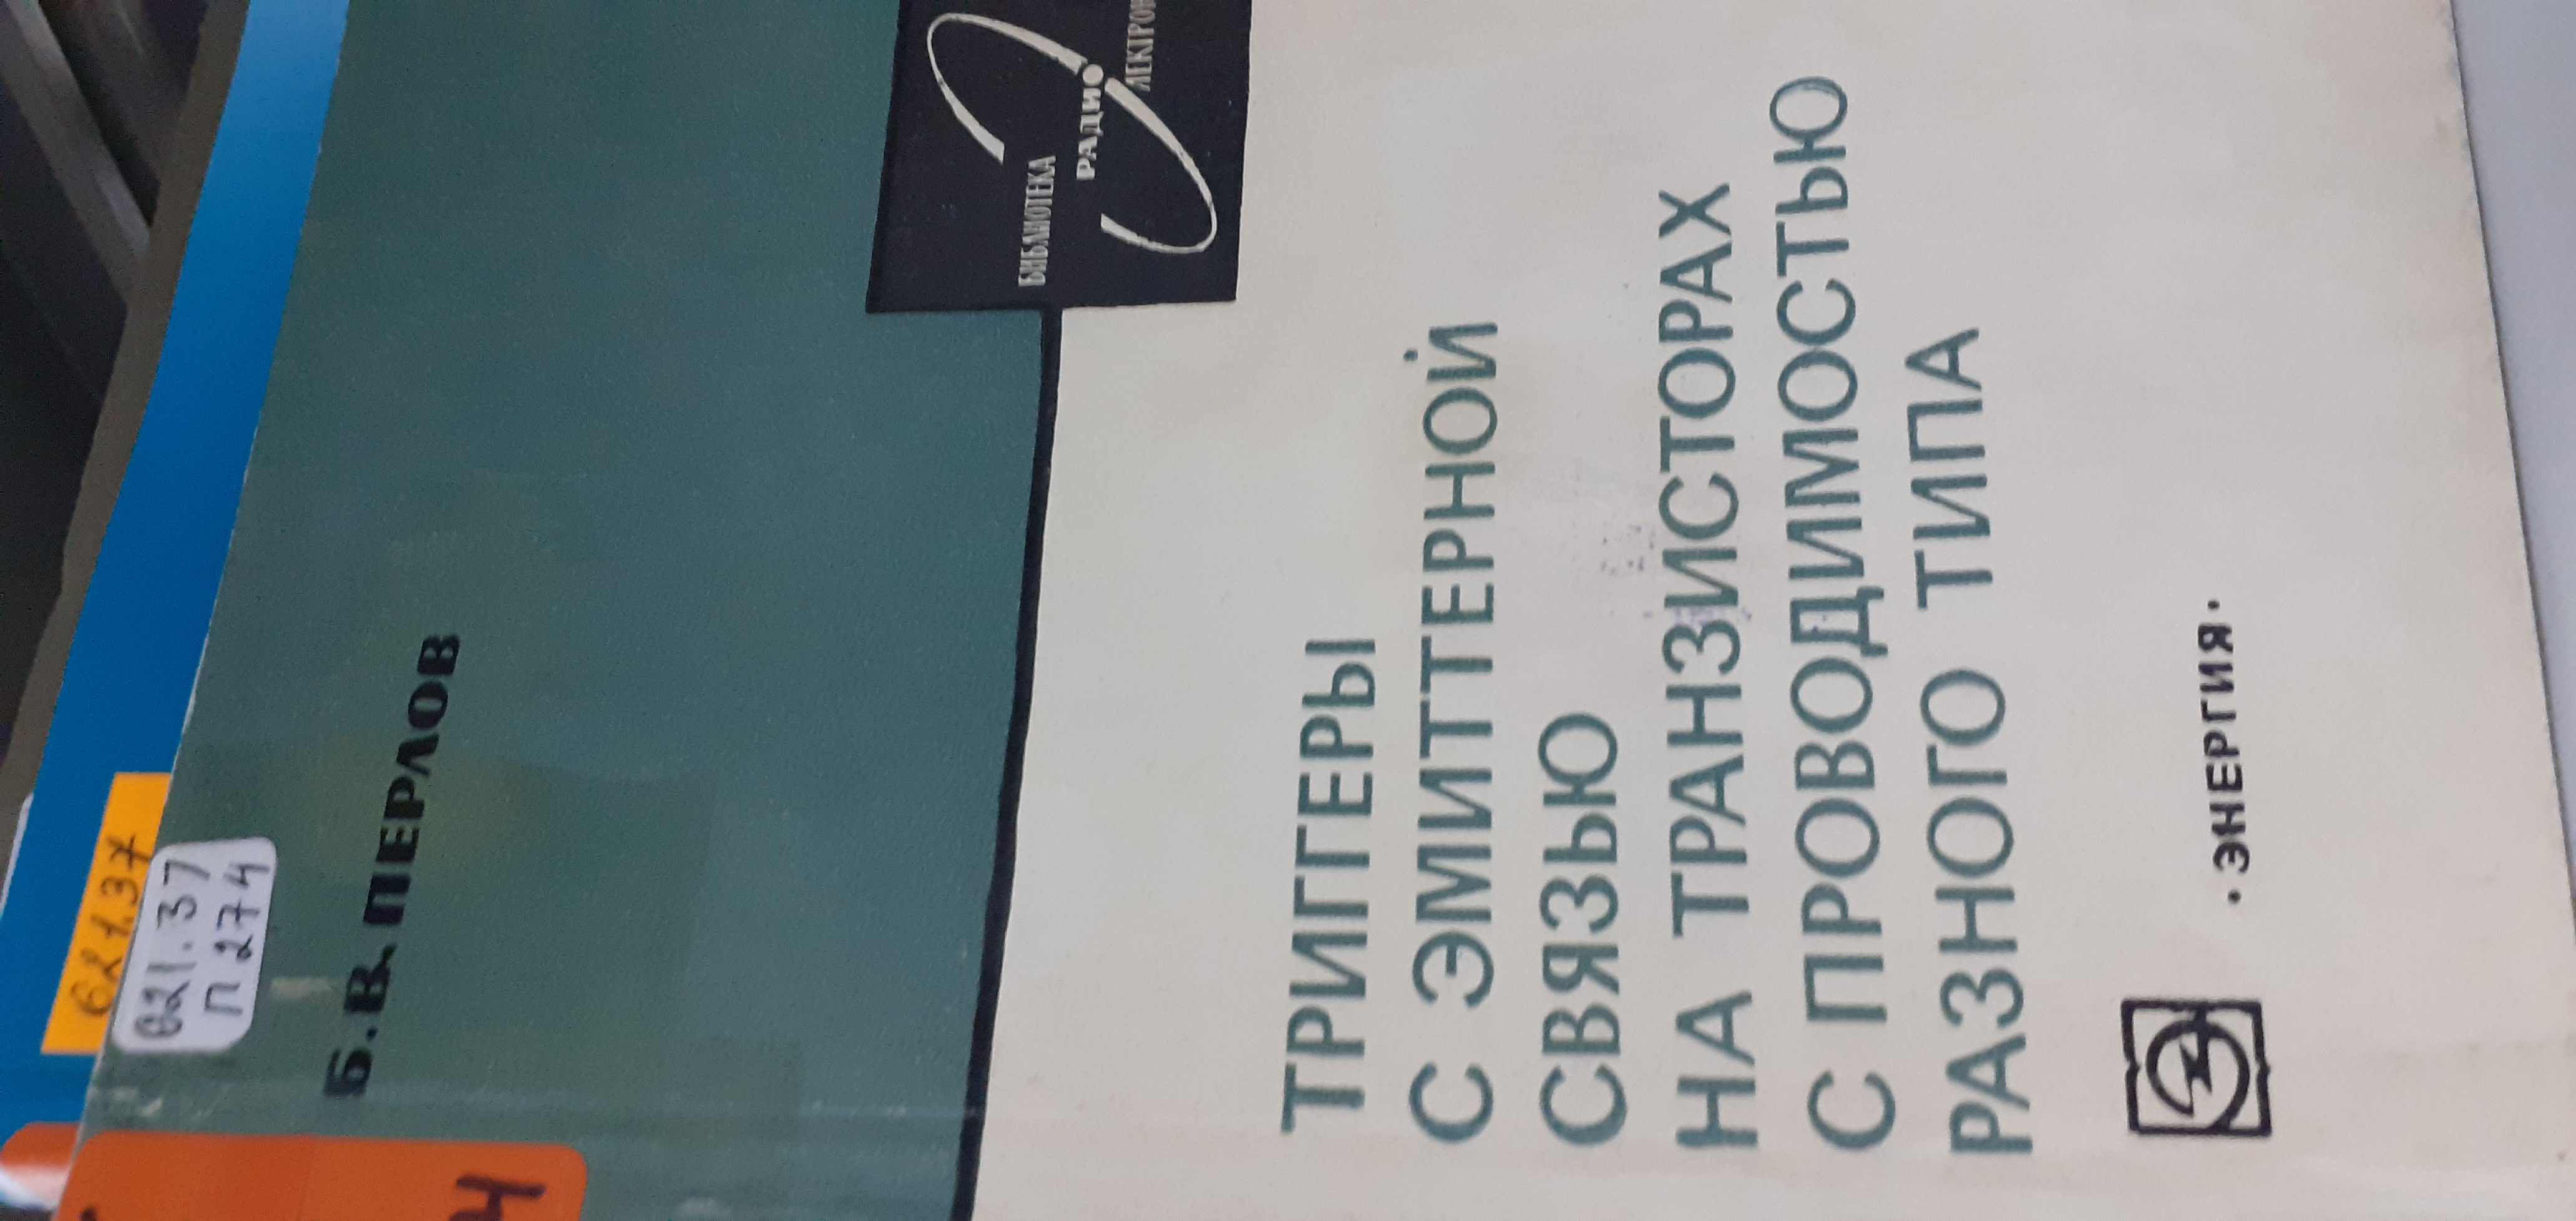 621.37
621.37
П 274
Б. В. ПЕРЛОВ
БИБЛИОТЕКА
РАДИО
ТРИГГЕРЫ
С ЭМИТТЕРНОЙ
СВЯЗЬЮ
НА ТРАНЗИСТОРАХ
С ПРОВОДИМОСТЬЮ
РАЗНОГО ТИПА
·ЭНЕРГИЯ·